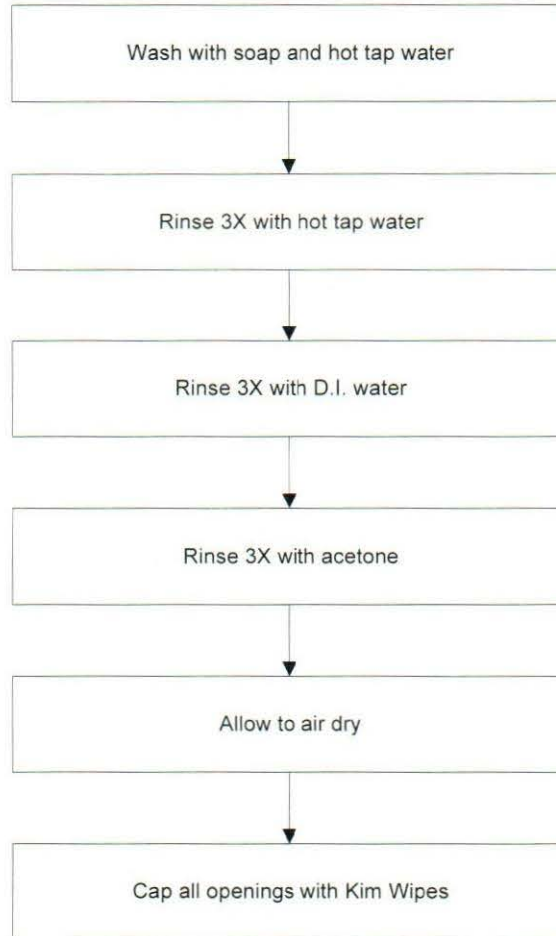 Wash with soap and hot tap water
Rinse 3X with hot tap water
Rinse 3X with D.I. water
Rinse 3X with acetone
Allow to air dry
Cap all openings with Kim Wipes